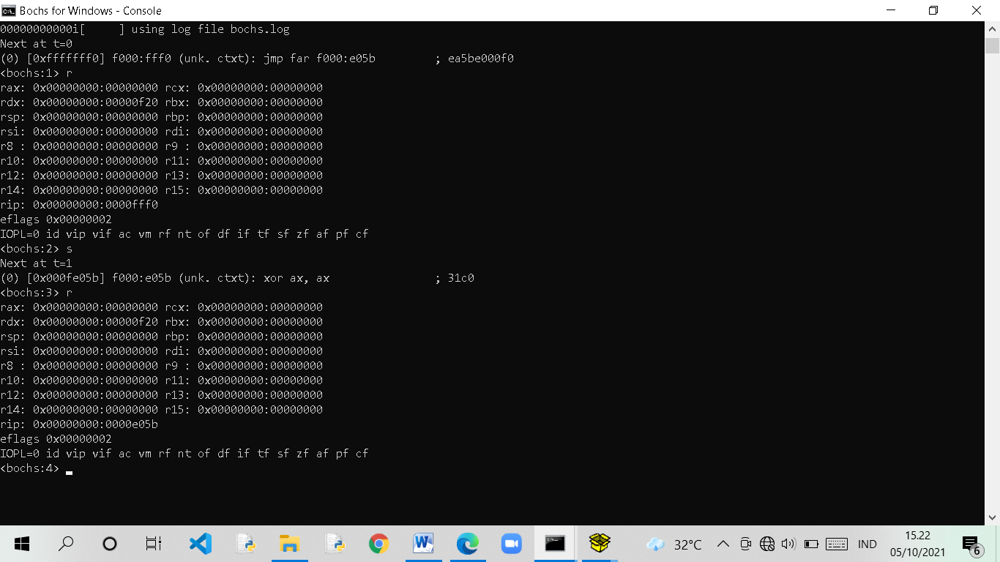 Bochs for Windows - Console
00000000000i[     ] using log file bochs.log
Next at t=0
(0) [0xfffffff0] f000:fff0 (unk. ctxt): jmp far f000:e05b         ; ea5be000f0
<bochs:1> r
rax: 0x00000000:00000000 rcx: 0x00000000:00000000
rdx: 0x00000000:00000f20 rbx: 0x00000000:00000000
rsp: 0x00000000:00000000 rbp: 0x00000000:00000000
rsi: 0x00000000:00000000 rdi: 0x00000000:00000000
r8 : 0x00000000:00000000 r9 : 0x00000000:00000000
r10: 0x00000000:00000000 r11: 0x00000000:00000000
r12: 0x00000000:00000000 r13: 0x00000000:00000000
r14: 0x00000000:00000000 r15: 0x00000000:00000000
rip: 0x00000000:0000fff0
eflags 0x00000002
IOPL=0 id vip vif ac vm rf nt of df if tf sf zf af pf cf
<bochs:2> s
Next at t=1
(0) [0x000fe05b] f000:e05b (unk. ctxt): xor ax, ax                ; 31c0
<bochs:3> r
rax: 0x00000000:00000000 rcx: 0x00000000:00000000
rdx: 0x00000000:00000f20 rbx: 0x00000000:00000000
rsp: 0x00000000:00000000 rbp: 0x00000000:00000000
rsi: 0x00000000:00000000 rdi: 0x00000000:00000000
r8 : 0x00000000:00000000 r9 : 0x00000000:00000000
r10: 0x00000000:00000000 r11: 0x00000000:00000000
r12: 0x00000000:00000000 r13: 0x00000000:00000000
r14: 0x00000000:00000000 r15: 0x00000000:00000000
rip: 0x00000000:0000e05b
eflags 0x00000002
IOPL=0 id vip vif ac vm rf nt of df if tf sf zf af pf cf
<bochs:4>
32°C IND 15.22
05/10/2021 6